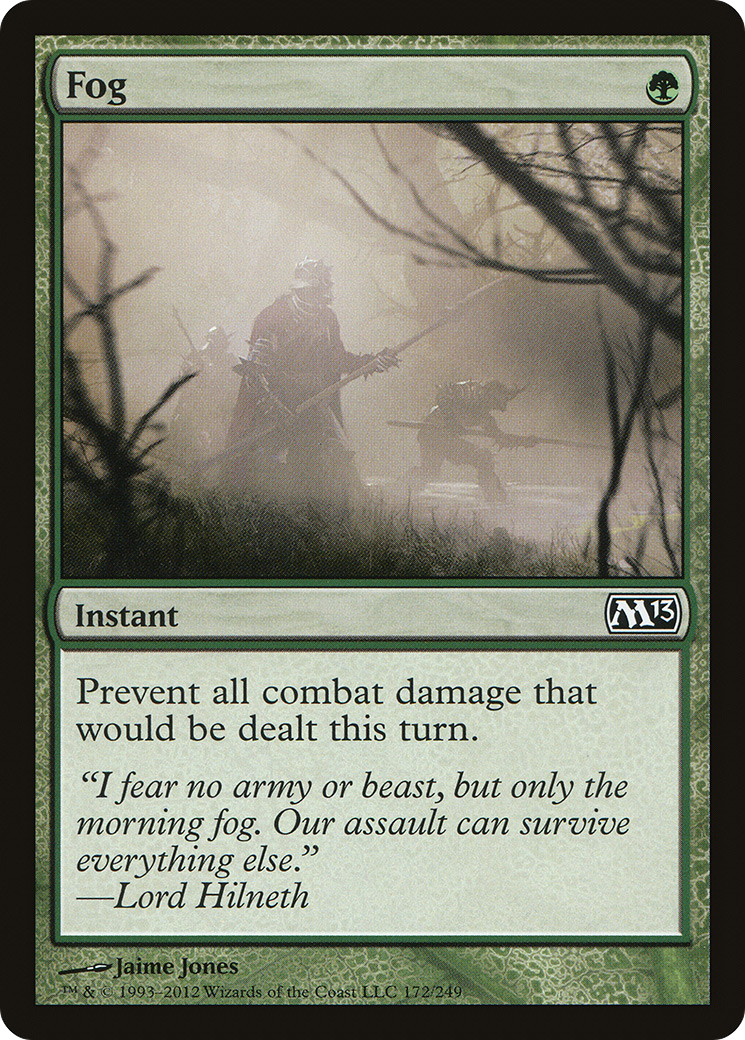 Fog
Instant
M13
Prevent all combat damage that
would be dealt this turn.
“I fear no army or beast, but only the
morning fog. Our assault can survive
everything else.”
—Lord Hilneth
Jaime Jones
™ & © 1993–2012 Wizards of the Coast LLC 172/249